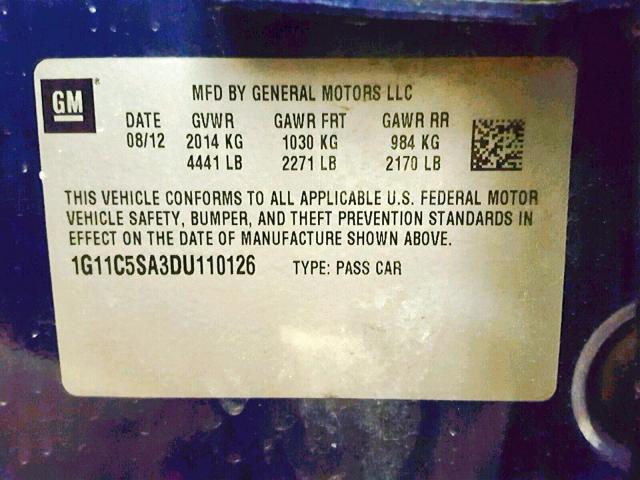 GM
®
MFD BY GENERAL MOTORS LLC
DATE GVWR GAWR FRT GAWR RR
08/12 2014 KG 1030 KG 984 KG
4441 LB 2271 LB 2170 LB
THIS VEHICLE CONFORMS TO ALL APPLICABLE U.S. FEDERAL MOTOR
VEHICLE SAFETY, BUMPER, AND THEFT PREVENTION STANDARDS IN
EFFECT ON THE DATE OF MANUFACTURE SHOWN ABOVE.
1G11C5SA3DU110126 TYPE: PASS CAR